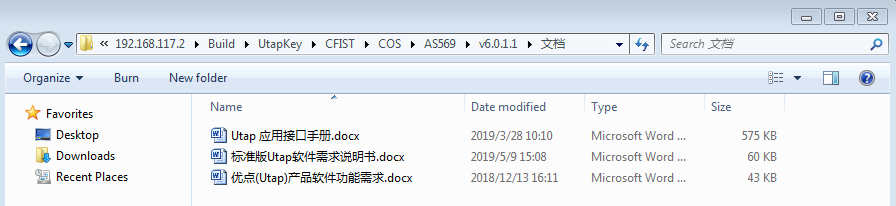 « 192.168.117.2 ▸ Build ▸ UtapKey ▸ CFIST ▸ COS ▸ AS569 ▸ v6.0.1.1 ▸ 文档
Search 文档
Organize Burn New folder
Name Date modified Type Size
Favorites
Desktop
Downloads
Recent Places
Utap 应用接口手册.docx 2019/3/28 10:10 Microsoft Word ... 575 KB
标准版Utap软件需求说明书.docx 2019/5/9 15:08 Microsoft Word ... 60 KB
优点(Utap)产品软件功能需求.docx 2018/12/13 16:11 Microsoft Word ... 43 KB